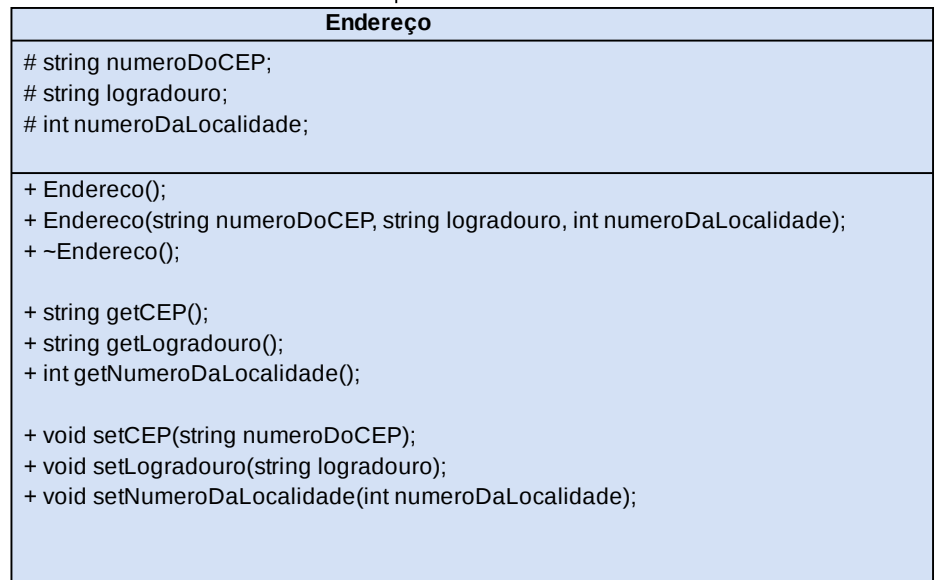 Endereço
# string numeroDoCEP;
# string logradouro;
# int numeroDaLocalidade;
+ Endereco();
+ Endereco(string numeroDoCEP, string logradouro, int numeroDaLocalidade);
+ ~Endereco();
+ string getCEP();
+ string getLogradouro();
+ int getNumeroDaLocalidade();
+ void setCEP(string numeroDoCEP);
+ void setLogradouro(string logradouro);
+ void setNumeroDaLocalidade(int numeroDaLocalidade);